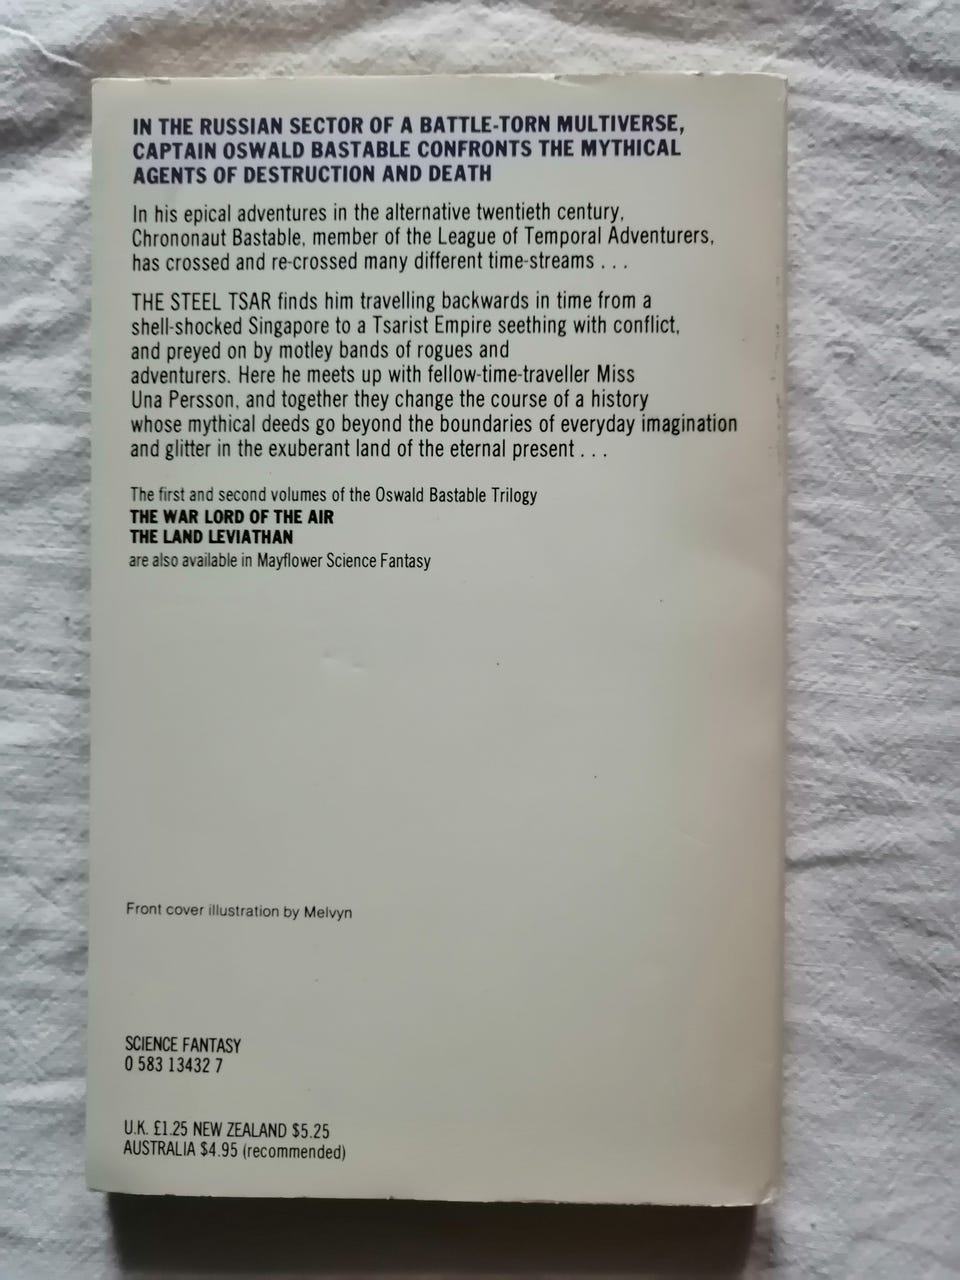 IN THE RUSSIAN SECTOR OF A BATTLE-TORN MULTIVERSE,
CAPTAIN OSWALD BASTABLE CONFRONTS THE MYTHICAL
AGENTS OF DESTRUCTION AND DEATH
In his epical adventures in the alternative twentieth century,
Chrononaut Bastable, member of the League of Temporal Adventurers,
has crossed and re-crossed many different time-streams . . .
THE STEEL TSAR finds him travelling backwards in time from a
shell-shocked Singapore to a Tsarist Empire seething with conflict,
and preyed on by motley bands of rogues and
adventurers. Here he meets up with fellow-time-traveller Miss
Una Persson, and together they change the course of a history
whose mythical deeds go beyond the boundaries of everyday imagination
and glitter in the exuberant land of the eternal present . . .
The first and second volumes of the Oswald Bastable Trilogy
THE WAR LORD OF THE AIR
THE LAND LEVIATHAN
are also available in Mayflower Science Fantasy
Front cover illustration by Melvyn
SCIENCE FANTASY
0 583 13432 7
U.K. £1.25 NEW ZEALAND $5.25
AUSTRALIA $4.95 (recommended)